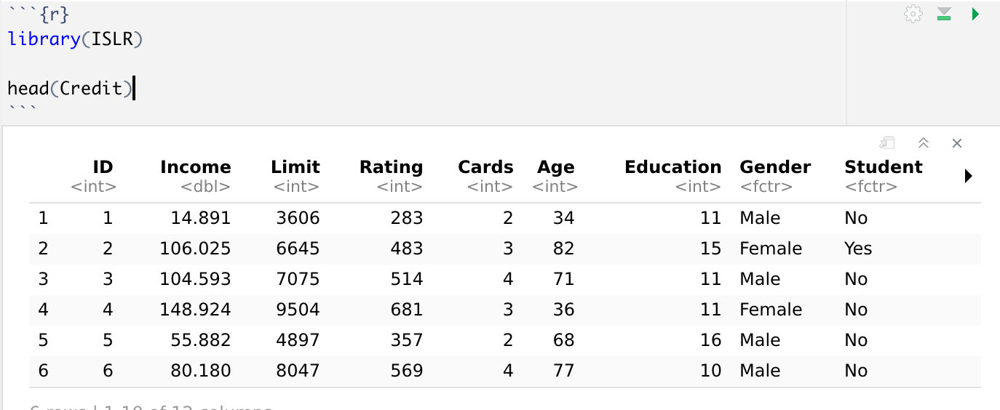 ```{r}
library(ISLR)
head(Credit)
```
ID Income Limit Rating Cards Age Education Gender Student
<int> <dbl> <int> <int> <int> <int> <int> <fctr> <fctr>
1 1 14.891 3606 283 2 34 11 Male No
2 2 106.025 6645 483 3 82 15 Female Yes
3 3 104.593 7075 514 4 71 11 Male No
4 4 148.924 9504 681 3 36 11 Female No
5 5 55.882 4897 357 2 68 16 Male No
6 6 80.180 8047 569 4 77 10 Male No
6 rows | 1-10 of 12 columns